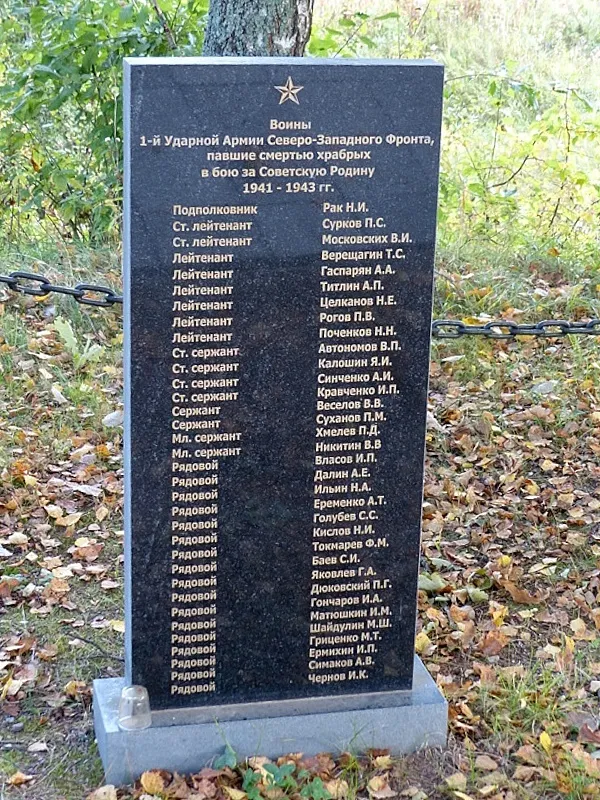 Воины
1-й Ударной Армии Северо-Западного Фронта,
павшие смертью храбрых
в бою за Советскую Родину
1941 - 1943 гг.
Подполковник Рак Н.И.
Ст. лейтенант Сурков П.С.
Ст. лейтенант Московских В.И.
Лейтенант Верещагин Т.С.
Лейтенант Гаспарян А.А.
Лейтенант Титлин А.П.
Лейтенант Целканов Н.Е.
Лейтенант Рогов П.В.
Лейтенант Поченков Н.Н.
Ст. сержант Автономов В.П.
Ст. сержант Калошин Я.И.
Ст. сержант Синченко А.И.
Ст. сержант Кравченко И.П.
Сержант Веселов В.В.
Сержант Суханов П.М.
Мл. сержант Хмелев П.Д.
Мл. сержант Никитин В.В
Рядовой Власов И.П.
Рядовой Далин А.Е.
Рядовой Ильин Н.А.
Рядовой Еременко А.Т.
Рядовой Голубев С.С.
Рядовой Кислов Н.И.
Рядовой Токмарев Ф.М.
Рядовой Баев С.И.
Рядовой Яковлев Г.А.
Рядовой Дюковский П.Г.
Рядовой Гончаров И.А.
Рядовой Матюшкин И.М.
Рядовой Шайдулин М.Ш.
Рядовой Гриценко М.Т.
Рядовой Ермихин И.П.
Рядовой Симаков А.В.
Рядовой Чернов И.К.